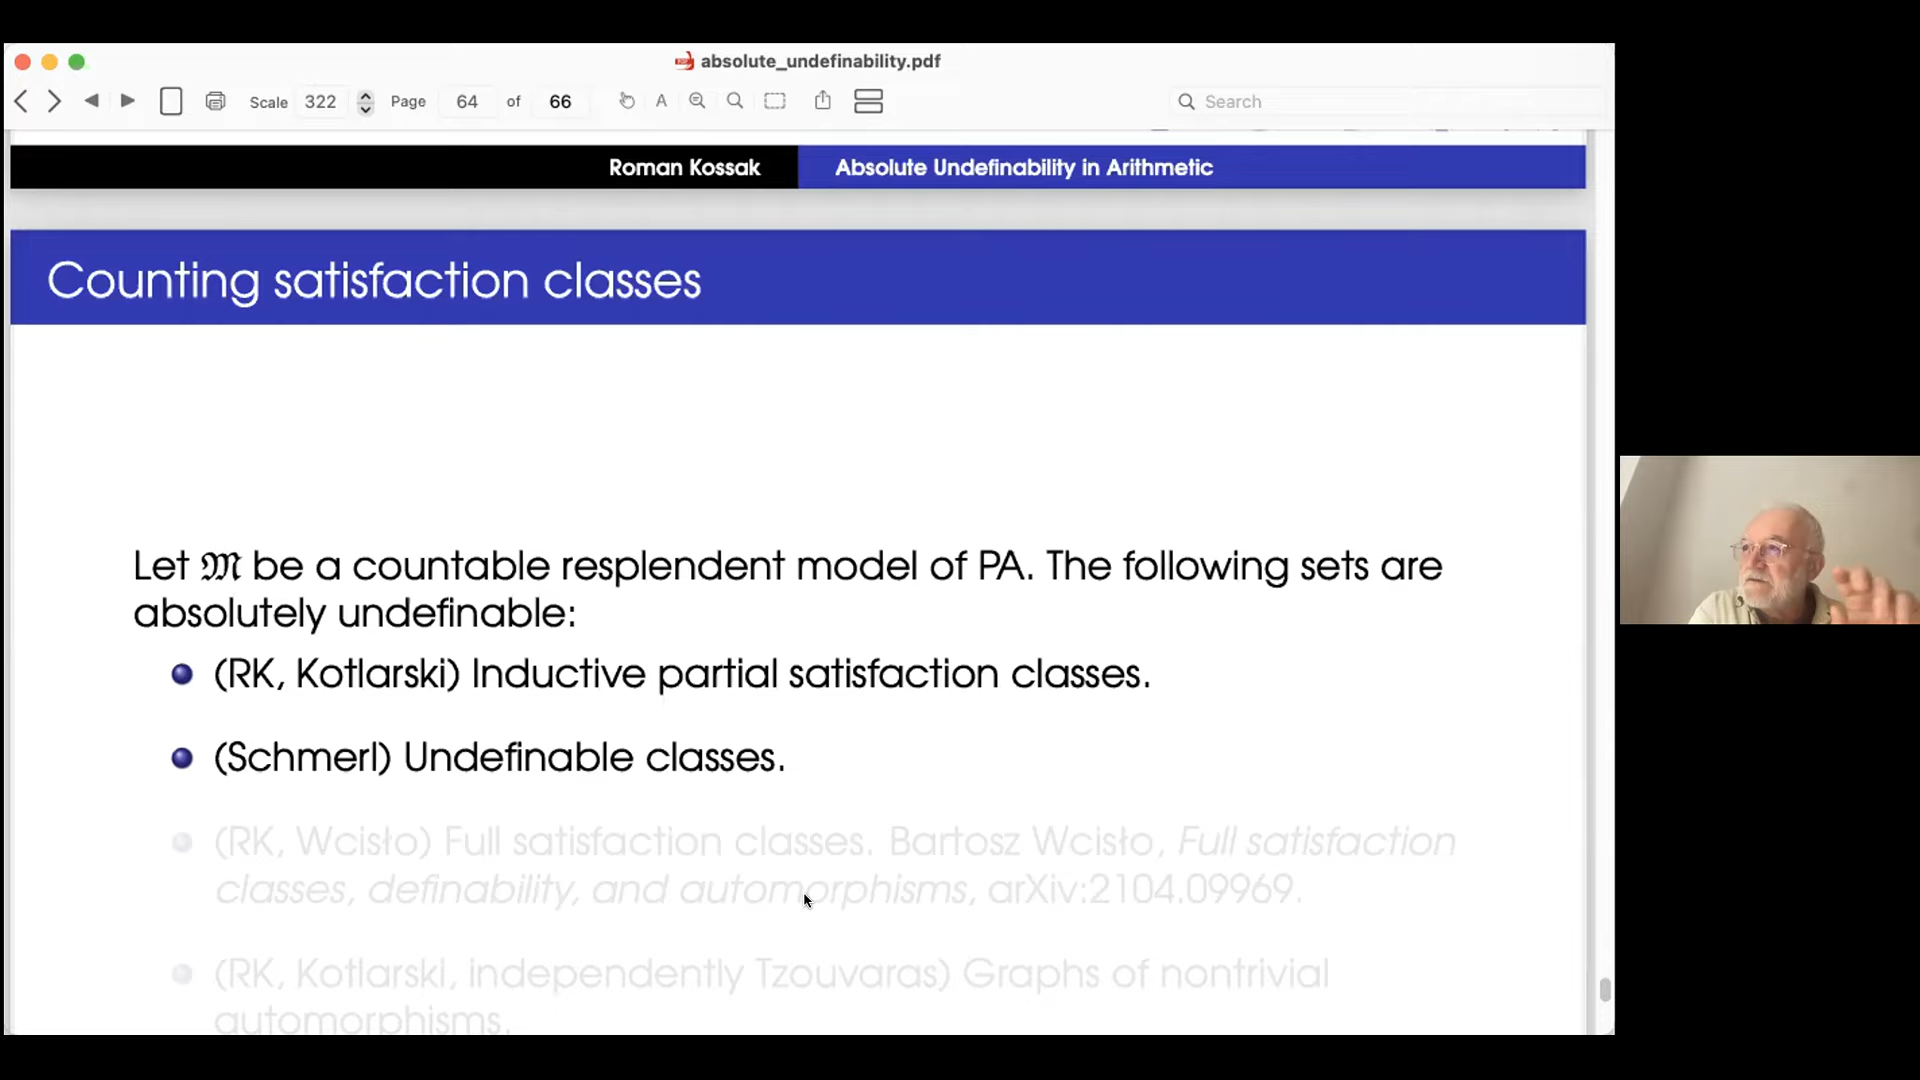 absolute_undefinability.pdf
Scale 322 Page 64 of 66 A Search
Roman Kossak Absolute Undefinability in Arithmetic
Counting satisfaction classes
Let 𝔐 be a countable resplendent model of PA. The following sets are
absolutely undefinable:
(RK, Kotlarski) Inductive partial satisfaction classes.
(Schmerl) Undefinable classes.
(RK, Wcisło) Full satisfaction classes. Bartosz Wcisło, Full satisfaction
classes, definability, and automorphisms, arXiv:2104.09969.
(RK, Kotlarski, independently Tzouvaras) Graphs of nontrivial
automorphisms.